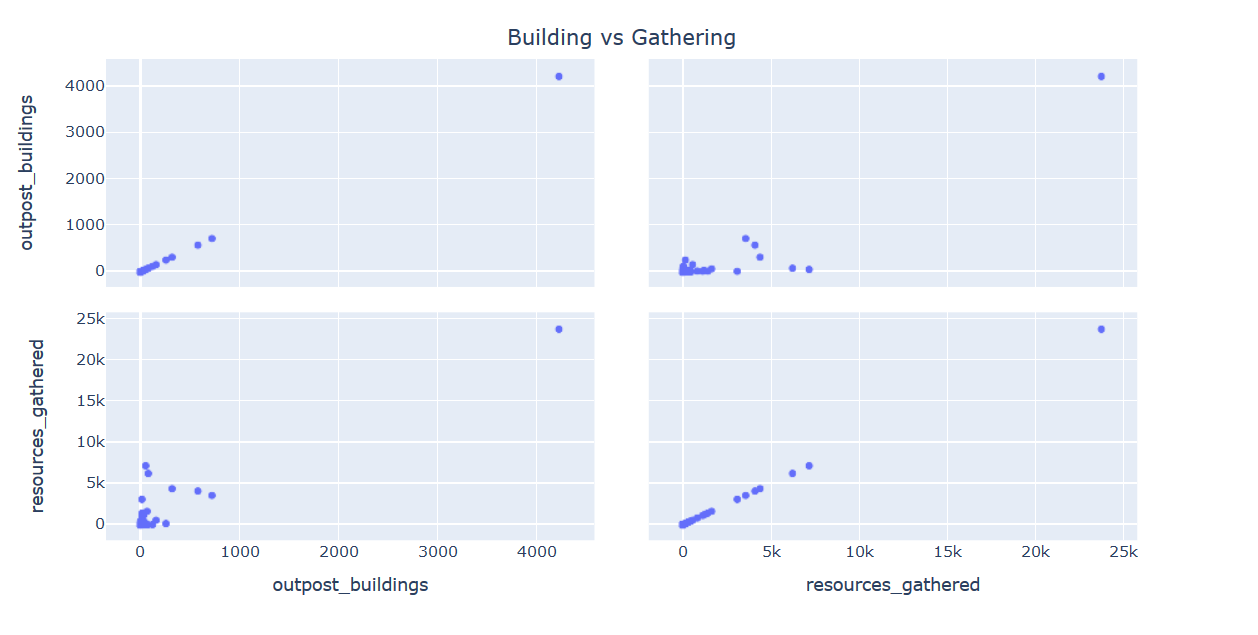 Building vs Gathering
outpost_buildings
4000
3000
2000
1000
0
resources_gathered
25k
20k
15k
10k
5k
0
0 1000 2000 3000 4000
0 5k 10k 15k 20k 25k
outpost_buildings
resources_gathered